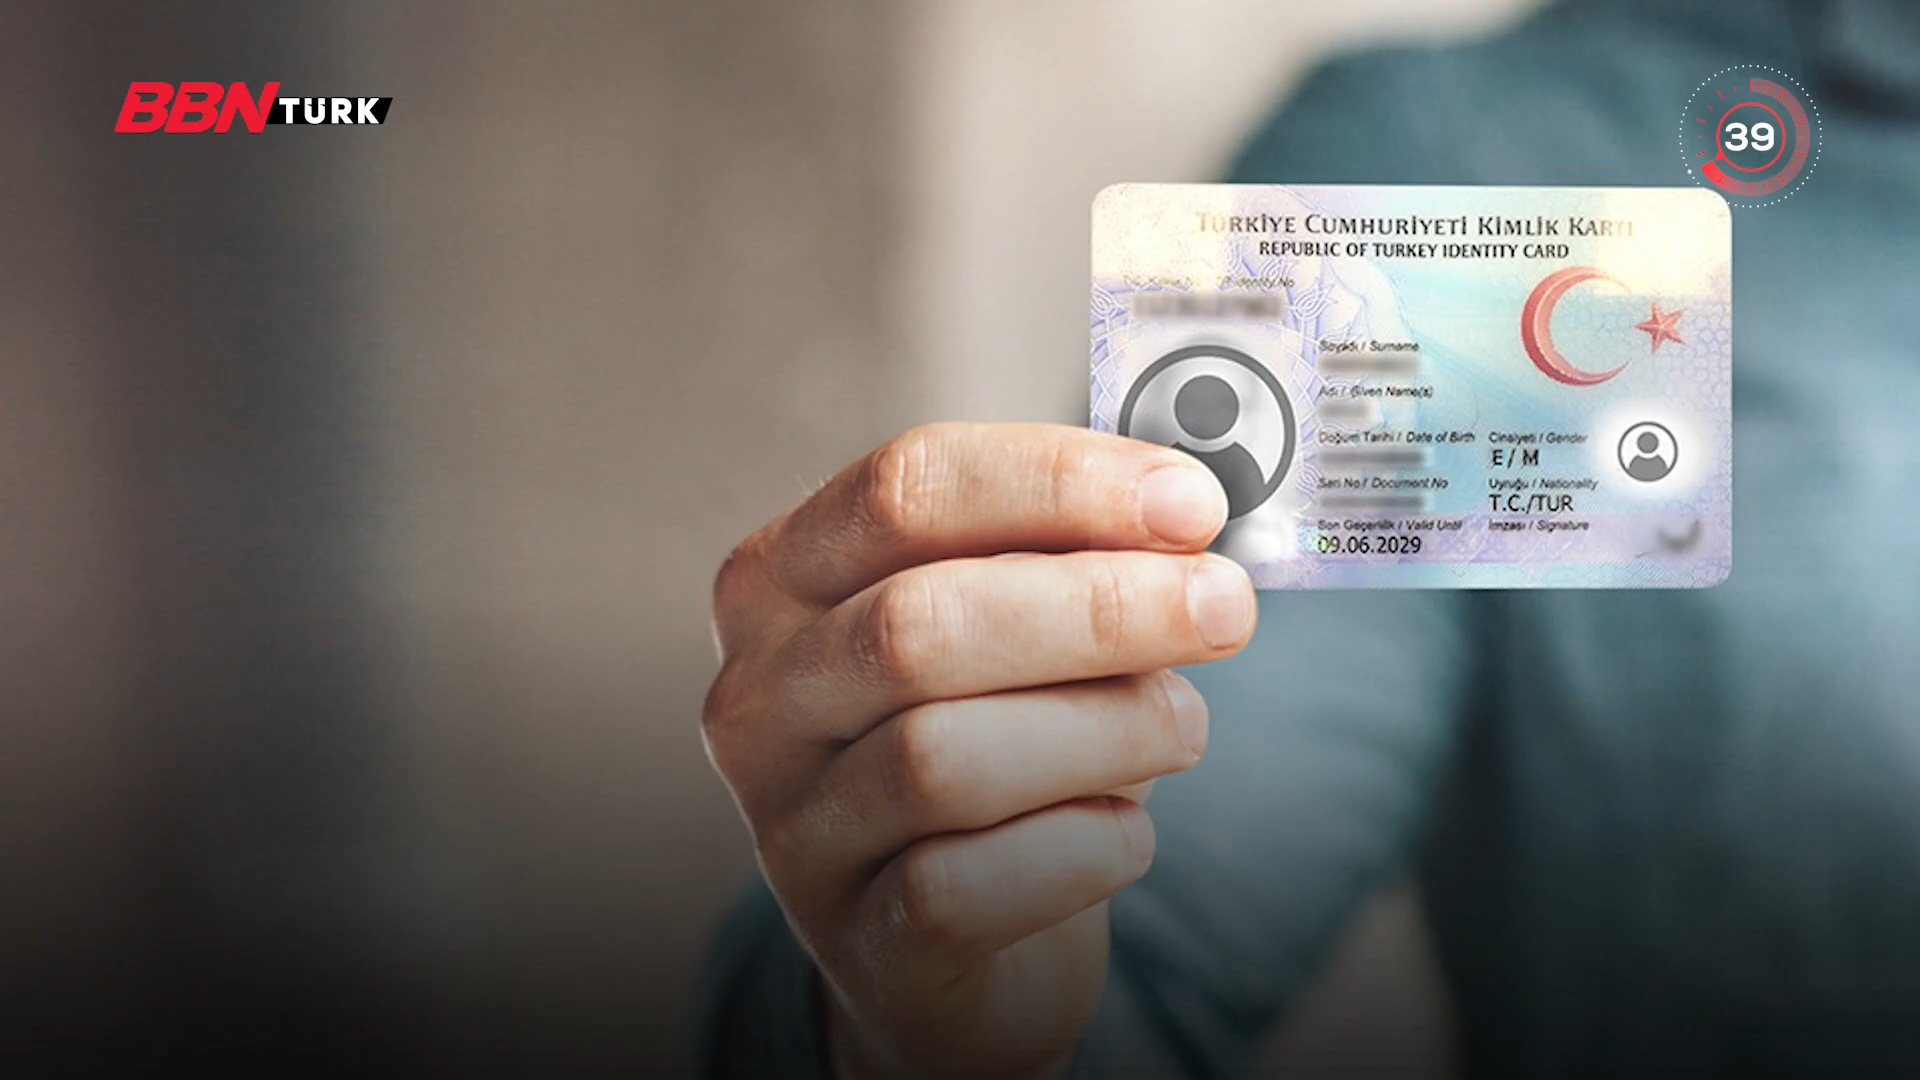 BBN TÜRK
39
TÜRKİYE CUMHURİYETİ KİMLİK KARTI
REPUBLIC OF TURKEY IDENTITY CARD
Soyadı / Surname
Adı / Given Name(s)
Doğum Tarihi / Date of Birth
Cinsiyeti / Gender
E / M
Seri No / Document No
Uyruğu / Nationality
T.C./TUR
Son Geçerlilik / Valid Until
İmzası / Signature
09.06.2029